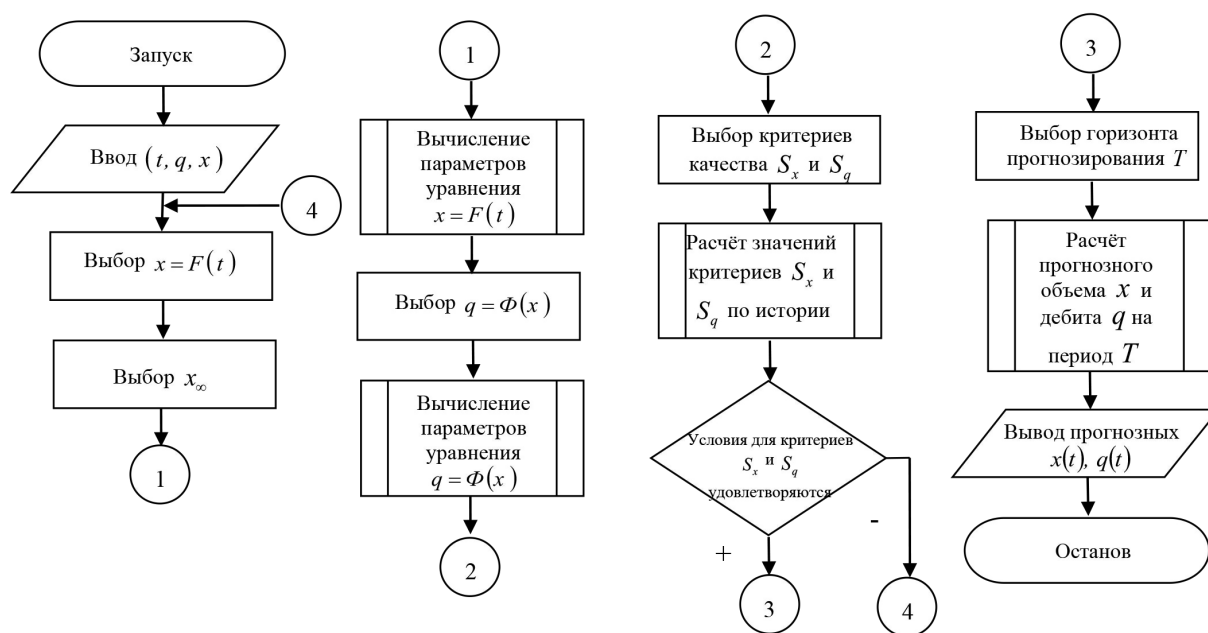 Запуск
Ввод (t, q, x)
4
Выбор x = F(t)
Выбор x∞
1
1
Вычисление
параметров
уравнения
x = F(t)
Выбор q = Φ(x)
Вычисление
параметров
уравнения
q = Φ(x)
2
2
Выбор критериев
качества Sx и Sq
Расчёт значений
критериев Sx и
Sq по истории
Условия для критериев
Sx и Sq
удовлетворяются
+
-
3
4
3
Выбор горизонта
прогнозирования T
Расчёт
прогнозного
объема x и
дебита q на
период T
Вывод прогнозных
x(t), q(t)
Останов